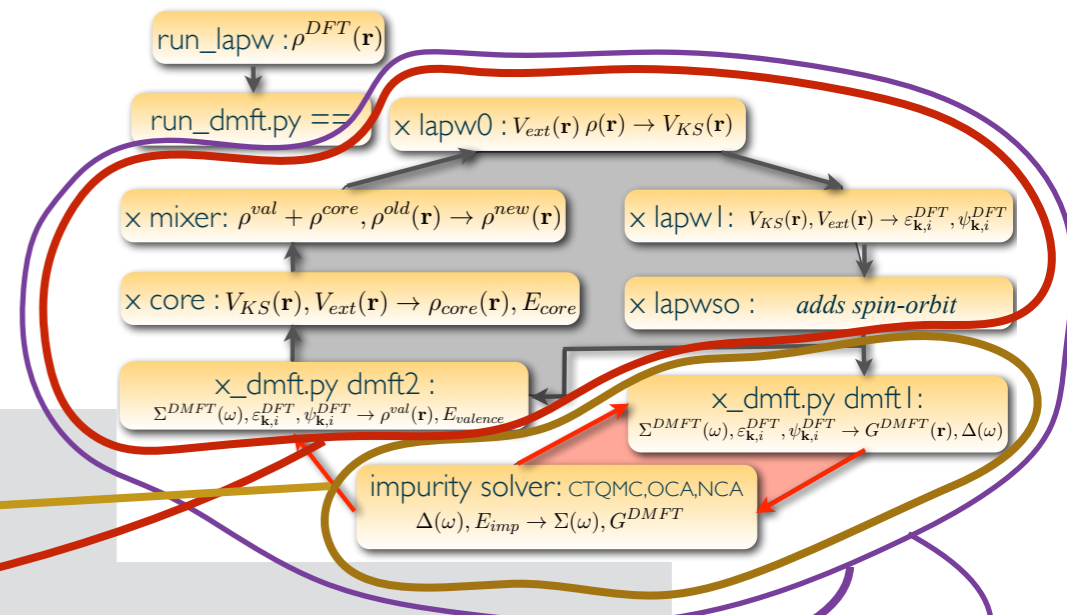 run_lapw : ρ^{DFT}(𝐫)
run_dmft.py ==
x lapw0 : V_{ext}(𝐫) ρ(𝐫) → V_{KS}(𝐫)
x mixer: ρ^{val} + ρ^{core}, ρ^{old}(𝐫) → ρ^{new}(𝐫)
x lapw1: V_{KS}(𝐫), V_{ext}(𝐫) → ε^{DFT}_{𝐤,i}, ψ^{DFT}_{𝐤,i}
x core : V_{KS}(𝐫), V_{ext}(𝐫) → ρ_{core}(𝐫), E_{core}
x lapwso : adds spin-orbit
x_dmft.py dmft2 :
Σ^{DMFT}(ω), ε^{DFT}_{𝐤,i}, ψ^{DFT}_{𝐤,i} → ρ^{val}(𝐫), E_{valence}
x_dmft.py dmft1:
Σ^{DMFT}(ω), ε^{DFT}_{𝐤,i}, ψ^{DFT}_{𝐤,i} → G^{DMFT}(𝐫), Δ(ω)
impurity solver: CTQMC,OCA,NCA
Δ(ω), E_{imp} → Σ(ω), G^{DMFT}